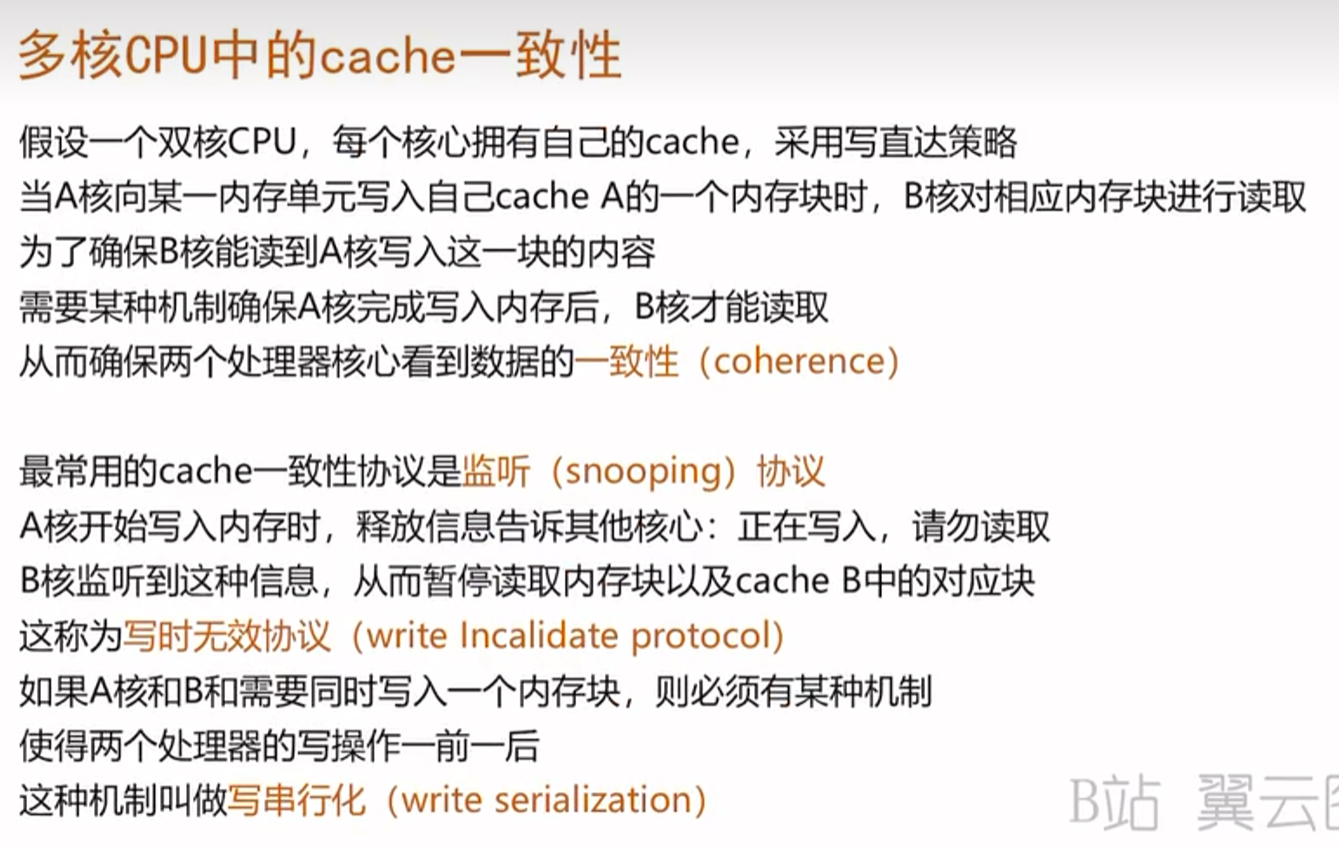 多核CPU中的cache一致性
假设一个双核CPU，每个核心拥有自己的cache，采用写直达策略
当A核向某一内存单元写入自己cache A的一个内存块时，B核对相应内存块进行读取
为了确保B核能读到A核写入这一块的内容
需要某种机制确保A核完成写入内存后，B核才能读取
从而确保两个处理器核心看到数据的一致性（coherence）
最常用的cache一致性协议是监听（snooping）协议
A核开始写入内存时，释放信息告诉其他核心：正在写入，请勿读取
B核监听到这种信息，从而暂停读取内存块以及cache B中的对应块
这称为写时无效协议（write Incalidate protocol）
如果A核和B和需要同时写入一个内存块，则必须有某种机制
使得两个处理器的写操作一前一后
这种机制叫做写串行化（write serialization）
B站 翼云